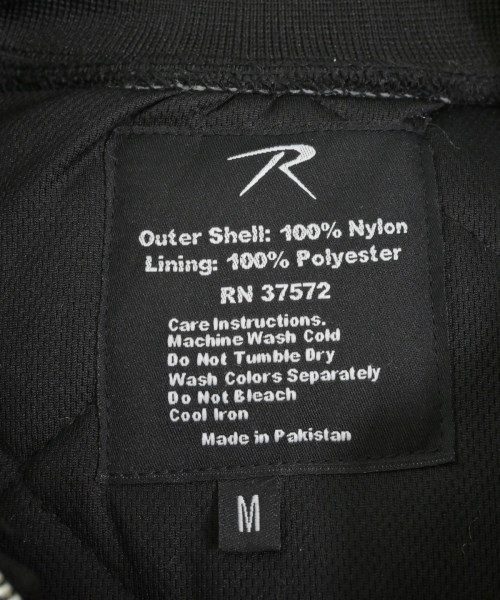 R
Outer Shell: 100% Nylon
Lining: 100% Polyester
RN 37572
Care Instructions.
Machine Wash Cold
Do Not Tumble Dry
Wash Colors Separately
Do Not Bleach
Cool Iron
Made in Pakistan
M